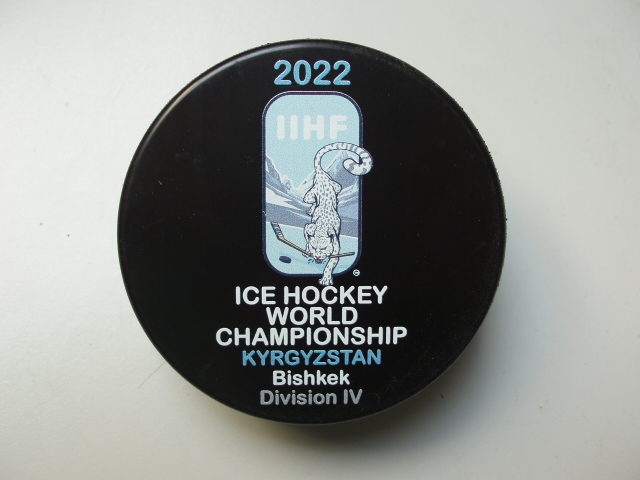 2022
IIHF
ICE HOCKEY
WORLD
CHAMPIONSHIP
KYRGYZSTAN
Bishkek
Division IV